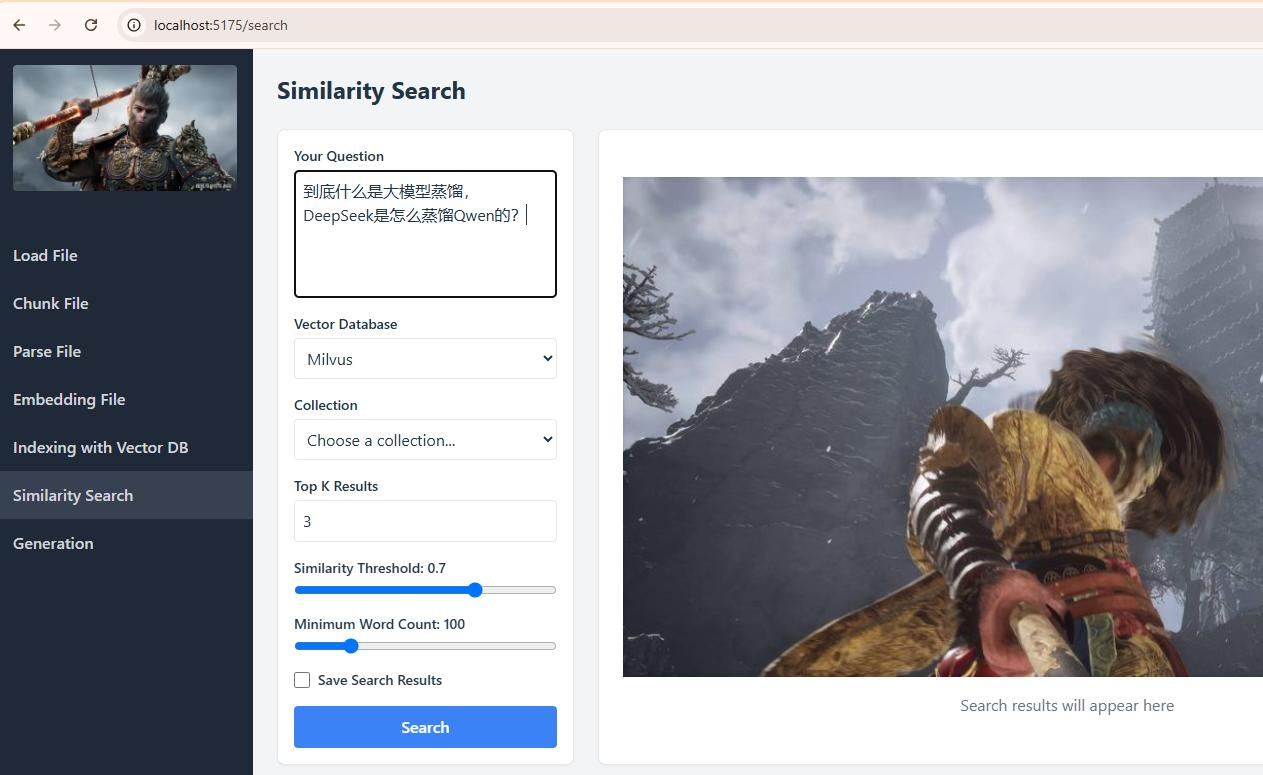 localhost:5175/search
Load File
Chunk File
Parse File
Embedding File
Indexing with Vector DB
Similarity Search
Generation
Similarity Search
Your Question
到底什么是大模型蒸馏，
DeepSeek是怎么蒸馏Qwen的？
Vector Database
Milvus
Collection
Choose a collection...
Top K Results
3
Similarity Threshold: 0.7
Minimum Word Count: 100
Save Search Results
Search
Search results will appear here